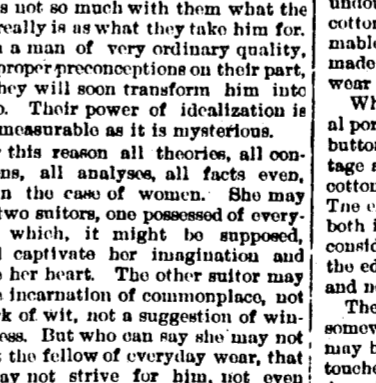 s not so much with them what the
really is as what they take him for.
a man of very ordinary quality,
proper preconceptions on their part,
they will soon transform him into
o. Their power of idealization is
measurable as it is mysterious.
this reason all theories, all con-
ns, all analyses, all facts even,
n the case of women. She may
two suitors, one possessed of every-
which, it might be supposed,
captivate her imagination and
her heart. The other suitor may
incarnation of commonplace, not
k of wit, not a suggestion of win-
ess. But who can say she may not
the fellow of everyday wear, that
ay not strive for him, not even
undou
cotton
mable
made
wear
Wh
al por
button
tage a
cotton
The e
both i
consid
the ed
and n
The
somew
may b
touche